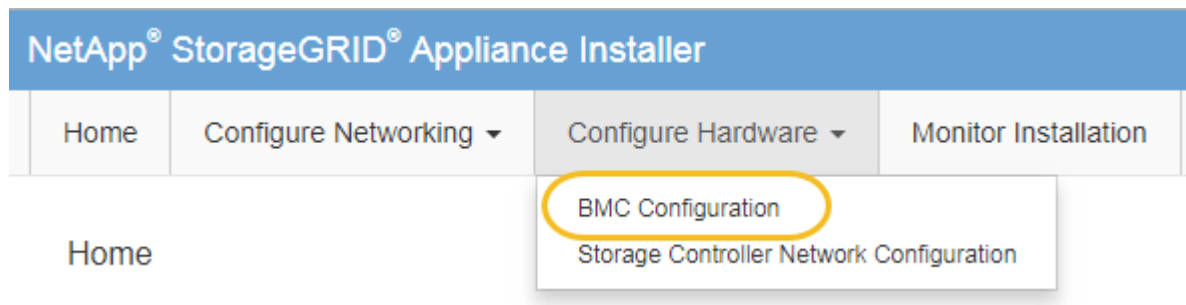 NetApp® StorageGRID® Appliance Installer
Home Configure Networking Configure Hardware Monitor Installation
BMC Configuration
Home
Storage Controller Network Configuration